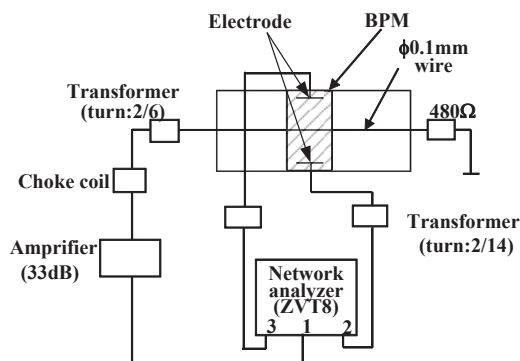 Electrode
BPM
ϕ0.1mm
wire
Transformer
(turn:2/6)
480Ω
Choke coil
Transformer
(turn:2/14)
Amprifier
(33dB)
Network
analyzer
(ZVT8)
3 1 2